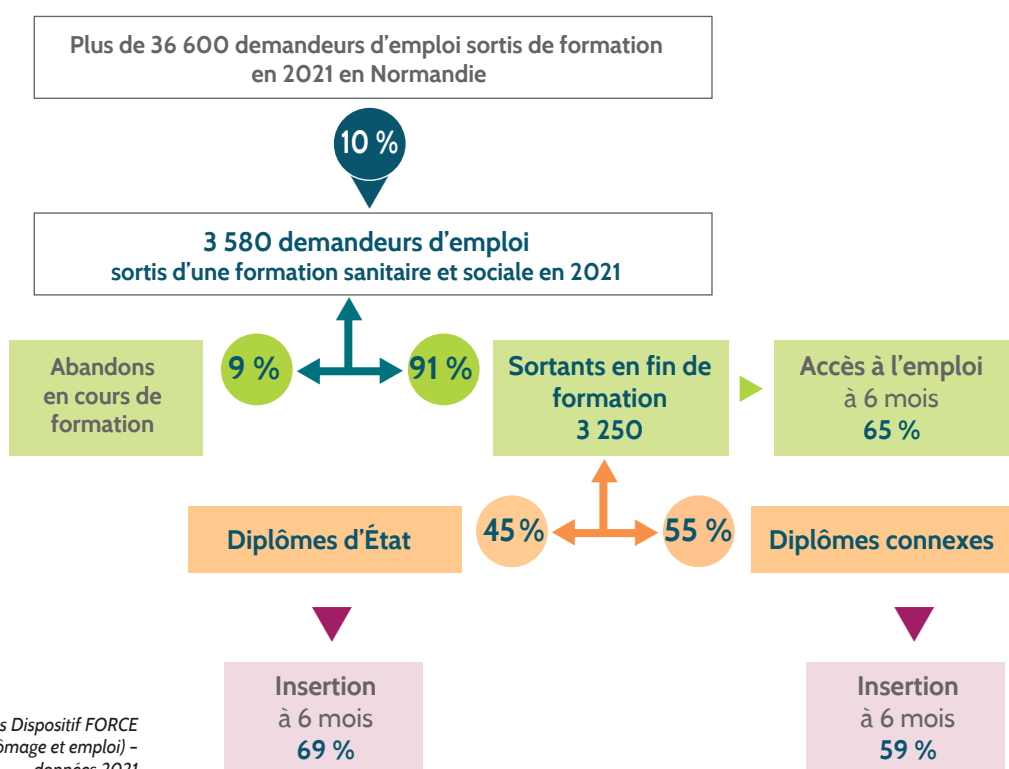 Plus de 36 600 demandeurs d'emploi sortis de formation
en 2021 en Normandie
10 %
3 580 demandeurs d'emploi
sortis d'une formation sanitaire et sociale en 2021
Abandons
en cours de
formation
9 %
91 %
Sortants en fin de
formation
3 250
Accès à l'emploi
à 6 mois
65 %
Diplômes d'État
45 %
55 %
Diplômes connexes
Insertion
à 6 mois
69 %
Insertion
à 6 mois
59 %
Dispositif FORCE
et emploi) –
données 2021